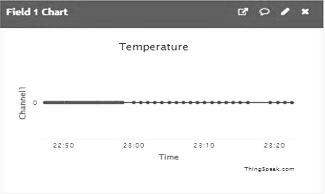 Field 1 Chart
Temperature
Channel1
0
22:50
23:00
23:10
23:20
Time
ThingSpeak.com